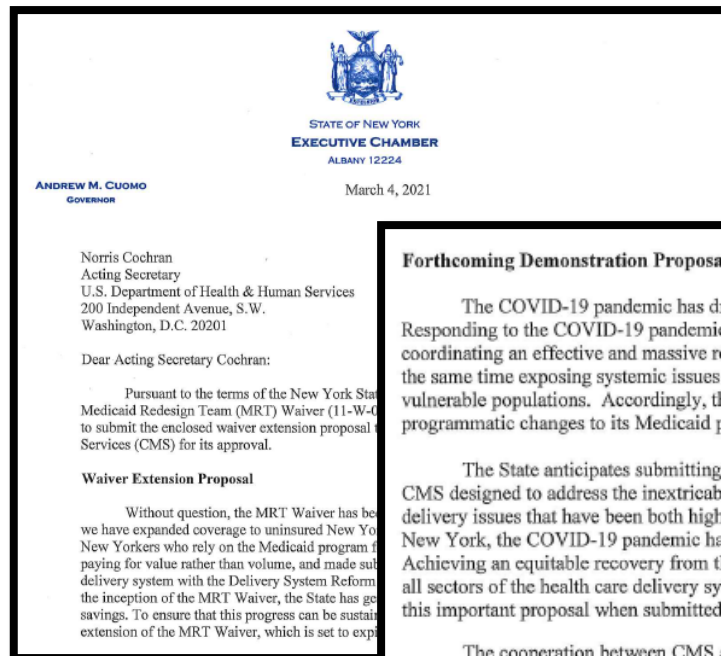 STATE OF NEW YORK
EXECUTIVE CHAMBER
ALBANY 12224
ANDREW M. CUOMO
GOVERNOR
March 4, 2021
Norris Cochran
Acting Secretary
U.S. Department of Health & Human Services
200 Independent Avenue, S.W.
Washington, D.C. 20201
Dear Acting Secretary Cochran:
Pursuant to the terms of the New York Stat
Medicaid Redesign Team (MRT) Waiver (11-W-0
to submit the enclosed waiver extension proposal
Services (CMS) for its approval.
Waiver Extension Proposal
Without question, the MRT Waiver has be
we have expanded coverage to uninsured New Yo
New Yorkers who rely on the Medicaid program f
paying for value rather than volume, and made sub
delivery system with the Delivery System Reform
the inception of the MRT Waiver, the State has ge
savings. To ensure that this progress can be sustai
extension of the MRT Waiver, which is set to expi
Forthcoming Demonstration Proposa
The COVID-19 pandemic has d
Responding to the COVID-19 pandemic
coordinating an effective and massive r
the same time exposing systemic issues
vulnerable populations. Accordingly, th
programmatic changes to its Medicaid p
The State anticipates submitting
CMS designed to address the inextricab
delivery issues that have been both high
New York, the COVID-19 pandemic ha
Achieving an equitable recovery from t
all sectors of the health care delivery sy
this important proposal when submitted
The cooperation between CMS